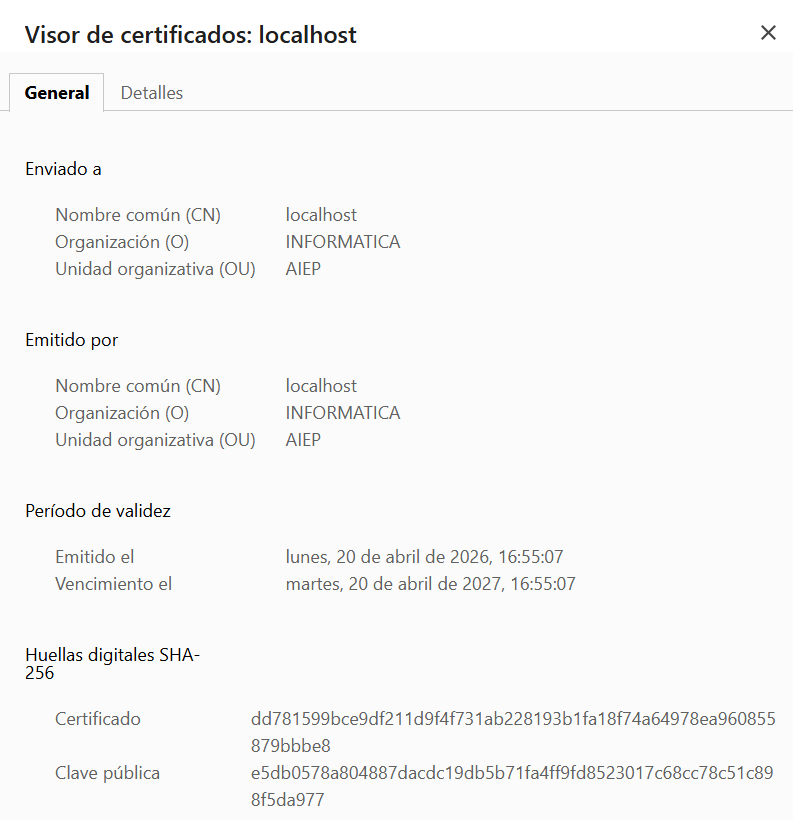 Visor de certificados: localhost
General
Detalles
Enviado a
Nombre común (CN) localhost
Organización (O) INFORMATICA
Unidad organizativa (OU) AIEP
Emitido por
Nombre común (CN) localhost
Organización (O) INFORMATICA
Unidad organizativa (OU) AIEP
Período de validez
Emitido el lunes, 20 de abril de 2026, 16:55:07
Vencimiento el martes, 20 de abril de 2027, 16:55:07
Huellas digitales SHA-
256
Certificado dd781599bce9df211d9f4f731ab228193b1fa18f74a64978ea960855
879bbbe8
Clave pública e5db0578a804887dacdc19db5b71fa4ff9fd8523017c68cc78c51c89
8f5da977